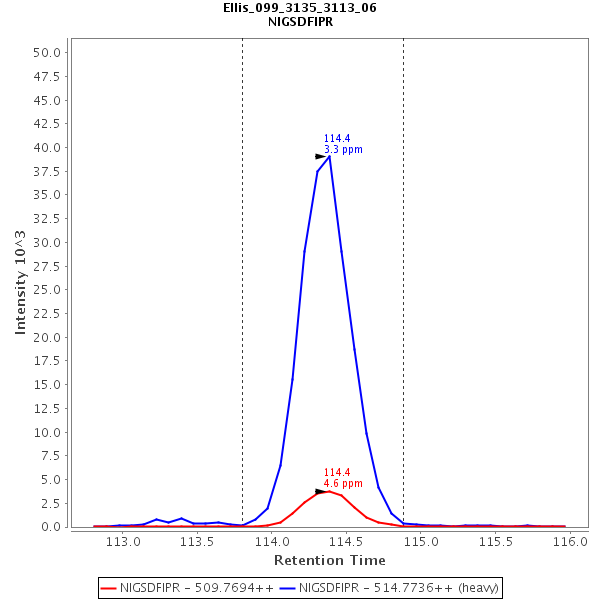 Ellis_099_3135_3113_06
NIGSDFIPR
50.0
47.5
45.0
42.5
40.0
37.5
35.0
32.5
30.0
27.5
25.0
22.5
20.0
17.5
15.0
12.5
10.0
7.5
5.0
2.5
0.0
Intensity 10^3
114.4
3.3 ppm
114.4
4.6 ppm
113.0 113.5 114.0 114.5 115.0 115.5 116.0
Retention Time
NIGSDFIPR - 509.7694++ NIGSDFIPR - 514.7736++ (heavy)